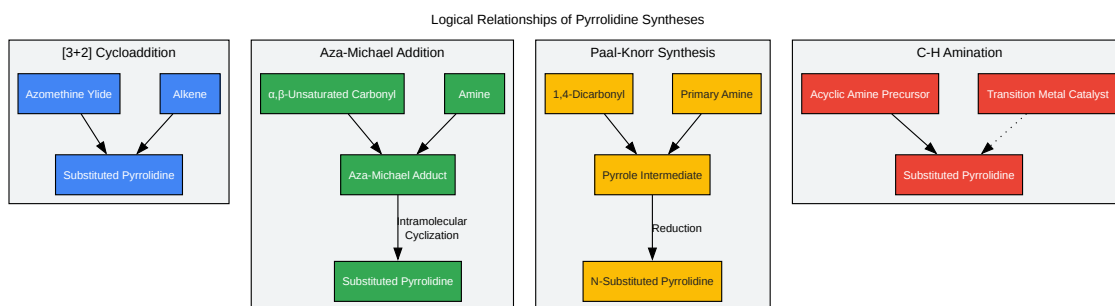 Logical Relationships of Pyrrolidine Syntheses
[3+2] Cycloaddition
Azomethine Ylide
Alkene
Substituted Pyrrolidine
Aza-Michael Addition
α,β-Unsaturated Carbonyl
Amine
Aza-Michael Adduct
Intramolecular
Cyclization
Substituted Pyrrolidine
Paal-Knorr Synthesis
1,4-Dicarbonyl
Primary Amine
Pyrrole Intermediate
Reduction
N-Substituted Pyrrolidine
C-H Amination
Acyclic Amine Precursor
Transition Metal Catalyst
Substituted Pyrrolidine